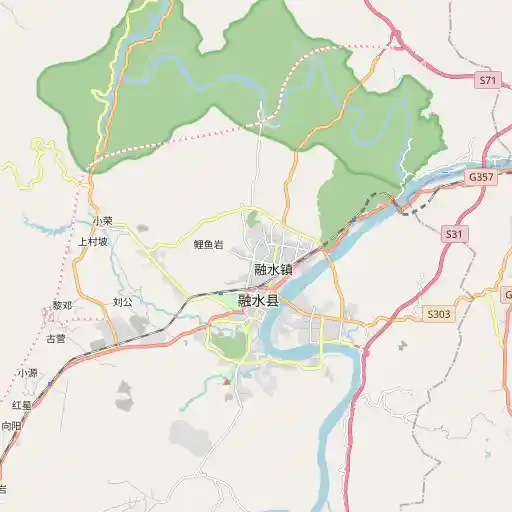 S71
G357
小荣
S31
上村坡
鲤鱼岩
融水镇
黎邓
刘公
融水县
S303
G
古营
小源
红星
向阳
岩